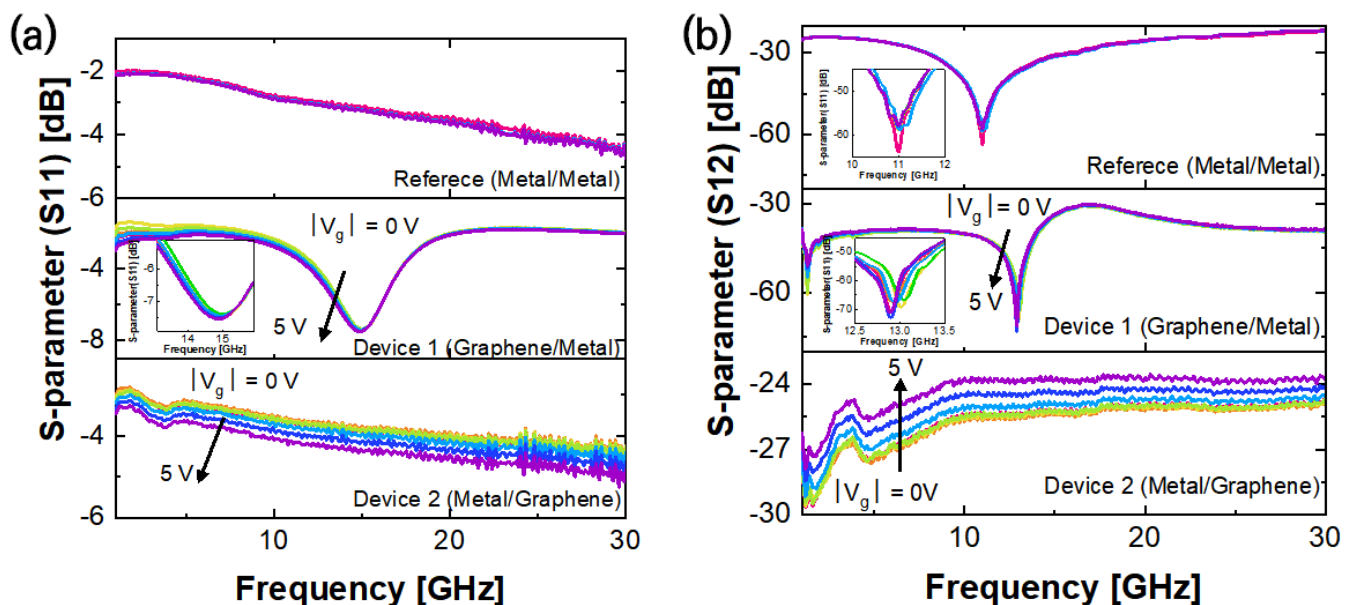 (a)
S-parameter (S11) [dB]
-2
-4
-6
Referece (Metal/Metal)
|Vg| = 0 V
-4
5 V
-8
Device 1 (Graphene/Metal)
S-parameter(S11) [dB]
-6
-7
14 15
Frequency [GHz]
|Vg| = 0 V
-4
5 V
-6
Device 2 (Metal/Graphene)
10 20 30
Frequency [GHz]
(b)
S-parameter (S12) [dB]
-30
-60
Referece (Metal/Metal)
S-parameter(S11) [dB]
-50
-60
10 11 12
Frequency [GHz]
-30
|Vg| = 0V
-60
5 V
Device 1 (Graphene/Metal)
S-parameter(S11) [dB]
-50
-60
-70
12.5 13.0 13.5
Frequency [GHz]
-24
5 V
-27
|Vg| = 0V
-30
Device 2 (Metal/Graphene)
10 20 30
Frequency [GHz]